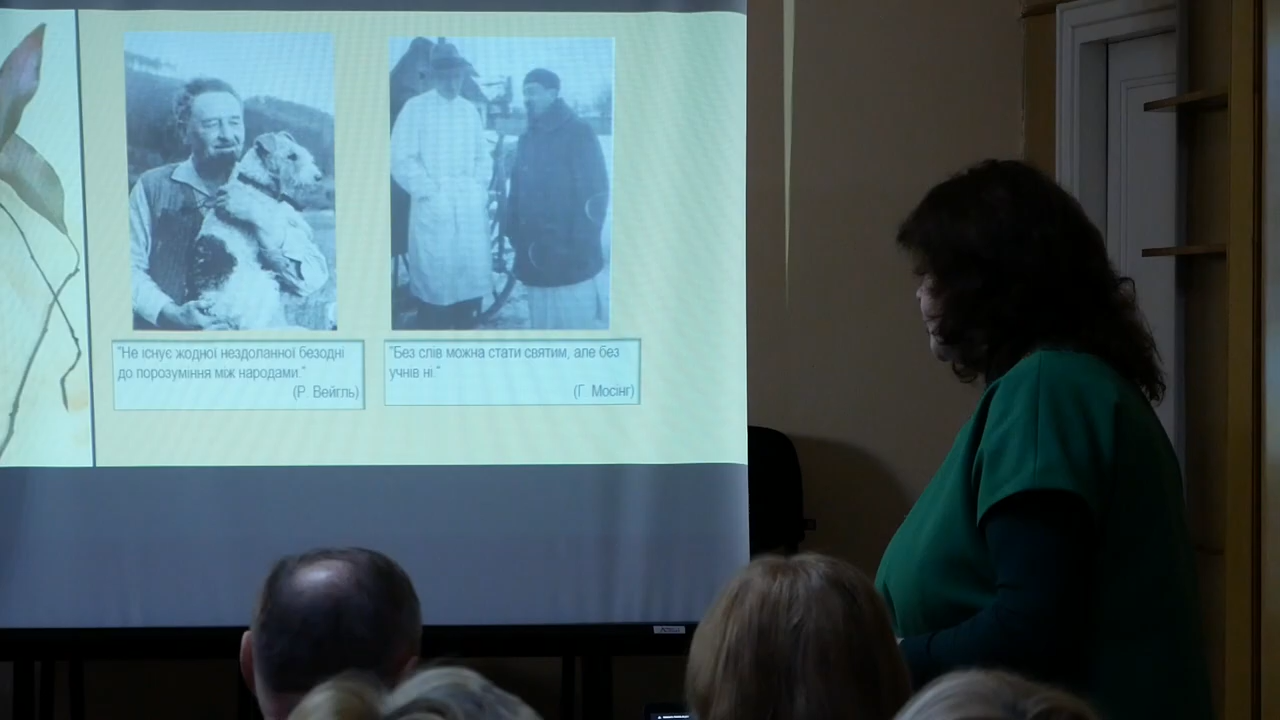 "Не існує жодної нездоланної безодні
до порозуміння між народами."
(Р. Вейгль)
"Без слів можна стати святим, але без
учнів ні."
(Г. Мосінг)